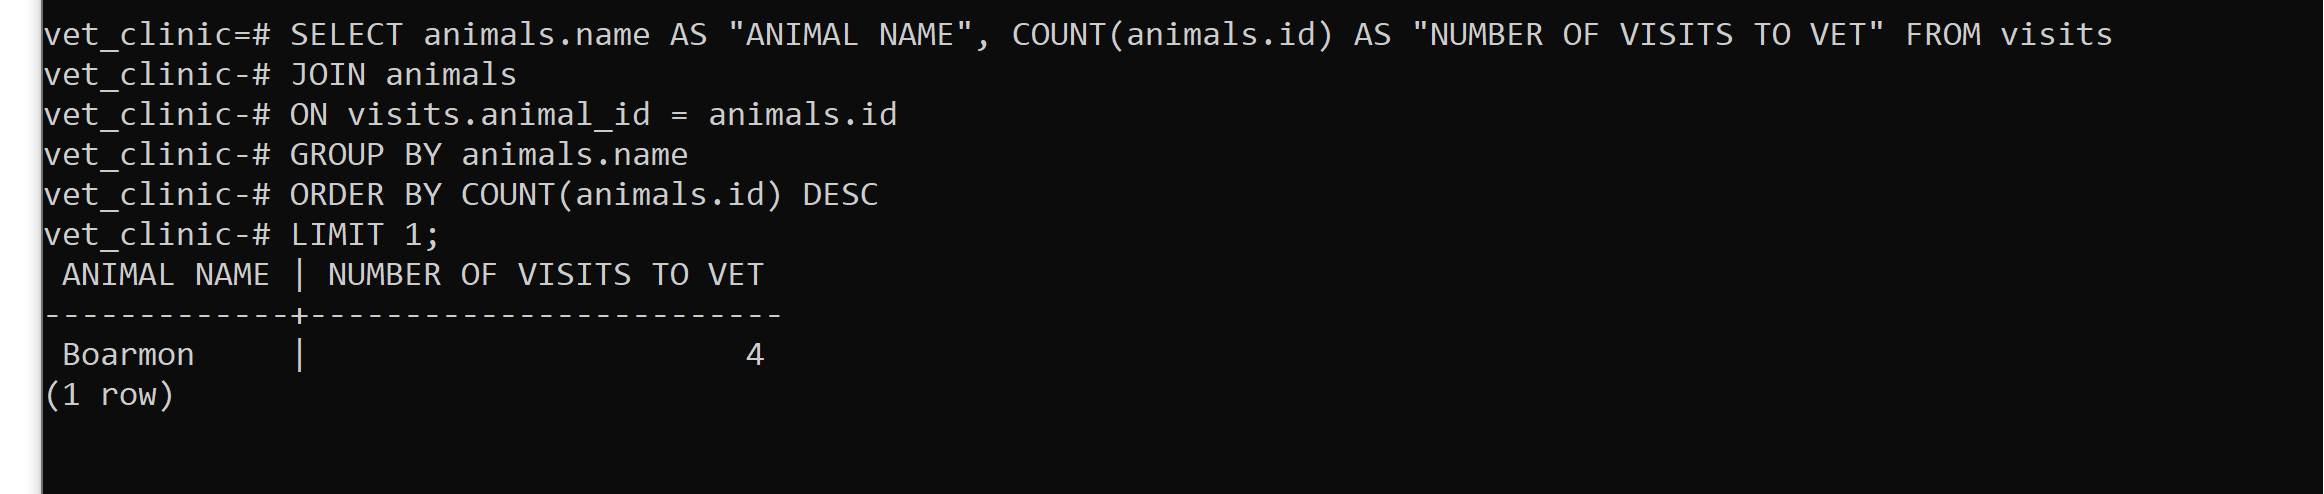 vet_clinic=# SELECT animals.name AS "ANIMAL NAME", COUNT(animals.id) AS "NUMBER OF VISITS TO VET" FROM visits
vet_clinic-# JOIN animals
vet_clinic-# ON visits.animal_id = animals.id
vet_clinic-# GROUP BY animals.name
vet_clinic-# ORDER BY COUNT(animals.id) DESC
vet_clinic-# LIMIT 1;
 ANIMAL NAME | NUMBER OF VISITS TO VET
-------------+-------------------------
 Boarmon     |                       4
(1 row)